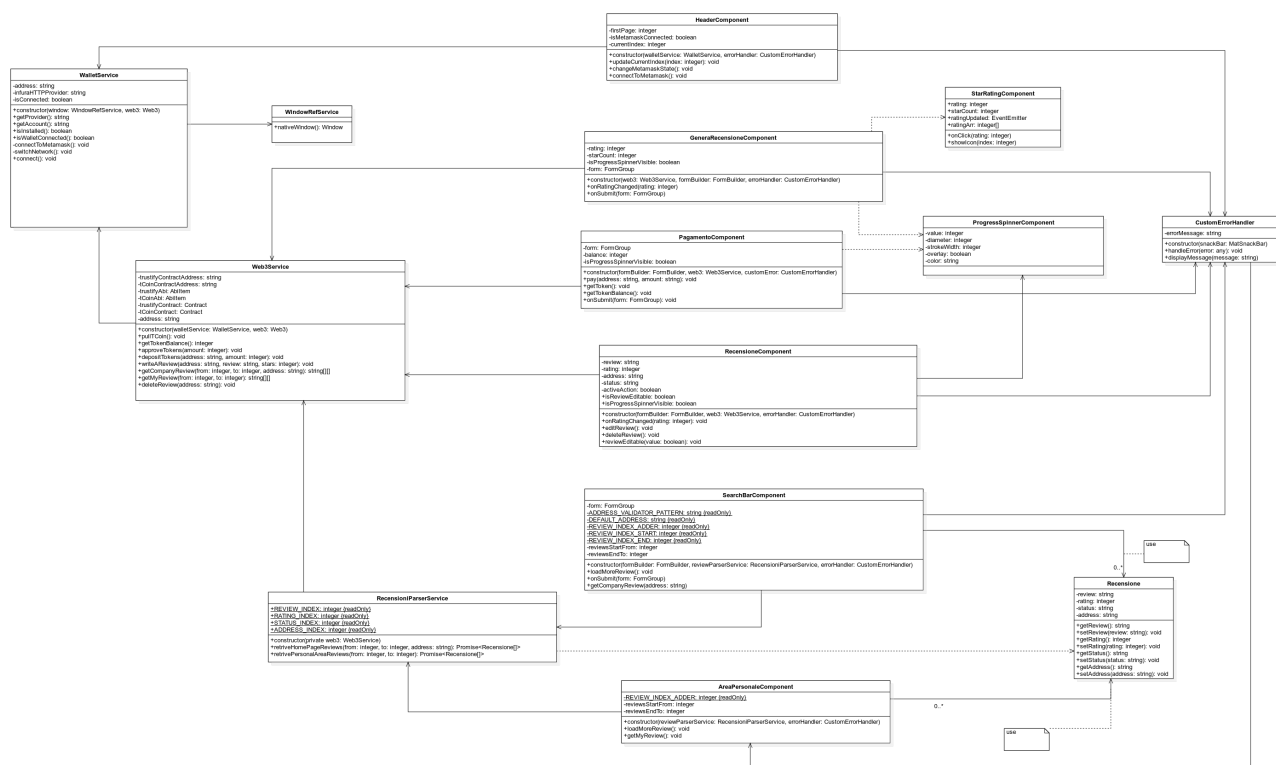 HeaderComponent
-firstPage: integer
-isMetamaskConnected: boolean
-currentIndex: integer
+constructor(walletService: WalletService, errorHandler: CustomErrorHandler)
+updateCurrentIndex(index: integer): void
+changeMetamaskState(): void
+connectToMetamask(): void
WalletService
-address: string
-infuraHTTPProvider: string
-isConnected: boolean
+constructor(window: WindowRefService, web3: Web3)
+getProvider(): string
+getAccount(): string
+isInstalled(): boolean
+isWalletConnected(): boolean
-connectToMetamask(): void
-switchNetwork(): void
+connect(): void
WindowRefService
+nativeWindow(): Window
StarRatingComponent
+rating: integer
+starCount: integer
+ratingUpdated: EventEmitter
+ratingArr: integer[]
+onClick(rating: integer)
+showIcon(index: integer)
GeneraRecensioneComponent
-rating: integer
-starCount: integer
-isProgressSpinnerVisible: boolean
-form: FormGroup
+constructor(web3: Web3Service, formBuilder: FormBuilder, errorHandler: CustomErrorHandler)
+onRatingChanged(rating: integer)
+onSubmit(form: FormGroup)
ProgressSpinnerComponent
-value: integer
-diameter: integer
-strokeWidth: integer
-overlay: boolean
-color: string
CustomErrorHandler
-errorMessage: string
+constructor(snackBar: MatSnackBar)
+handleError(error: any): void
+displayMessage(message: string)
PagamentoComponent
-form: FormGroup
-balance: integer
-isProgressSpinnerVisible: boolean
+constructor(formBuilder: FormBuilder, web3: Web3Service, customError: CustomErrorHandler)
+pay(address: string, amount: string): void
+getToken(): void
+getTokenBalance(): void
+onSubmit(form: FormGroup): void
Web3Service
-trustifyContractAddress: string
-tCoinContractAddress: string
-trustifyAbi: AbiItem
-tCoinAbi: AbiItem
-trustifyContract: Contract
-tCoinContract: Contract
-address: string
+constructor(walletService: WalletService, web3: Web3)
+pullTCoin(): void
+getTokenBalance(): integer
+approveTokens(amount: integer): void
+depositTokens(address: string, amount: integer): void
+writeAReview(address: string, review: string, stars: integer): void
+getCompanyReview(from: integer, to: integer, address: string): string[][]
+getMyReview(from: integer, to: integer): string[][]
+deleteReview(address: string): void
RecensioneComponent
-review: string
-rating: integer
-address: string
-status: string
-activeAction: boolean
+isReviewEditable: boolean
+isProgressSpinnerVisible: boolean
+constructor(formBuilder: FormBuilder, web3: Web3Service, errorHandler: CustomErrorHandler)
+onRatingChanged(rating: integer): void
+editReview(): void
+deleteReview(): void
+reviewEditable(value: boolean): void
SearchBarComponent
-form: FormGroup
-ADDRESS_VALIDATOR_PATTERN: string {readOnly}
-DEFAULT_ADDRESS: string {readOnly}
-REVIEW_INDEX_ADDER: integer {readOnly}
-REVIEW_INDEX_START: integer {readOnly}
-REVIEW_INDEX_END: integer {readOnly}
-reviewsStartFrom: integer
-reviewsEndTo: integer
+constructor(formBuilder: FormBuilder, reviewParserService: RecensioniParserService, errorHandler: CustomErrorHandler)
+loadMoreReview(): void
+onSubmit(form: FormGroup)
+getCompanyReview(address: string)
use
0..*
Recensione
-review: string
-rating: integer
-status: string
-address: string
+getReview(): string
+setReview(review: string): void
+getRating(): integer
+setRating(rating: integer): void
+getStatus(): string
+setStatus(status: string): void
+getAddress(): string
+setAddress(address: string): void
RecensioniParserService
+REVIEW_INDEX: integer {readOnly}
+RATING_INDEX: integer {readOnly}
+STATUS_INDEX: integer {readOnly}
+ADDRESS_INDEX: integer {readOnly}
+constructor(private web3: Web3Service)
+retriveHomePageReviews(from: integer, to: integer, address: string): Promise<Recensione[]>
+retrivePersonalAreaReviews(from: integer, to: integer): Promise<Recensione[]>
AreaPersonaleComponent
-REVIEW_INDEX_ADDER: integer {readOnly}
-reviewsStartFrom: integer
-reviewsEndTo: integer
+constructor(reviewParserService: RecensioniParserService, errorHandler: CustomErrorHandler)
+loadMoreReview(): void
+getMyReview(): void
0..*
use